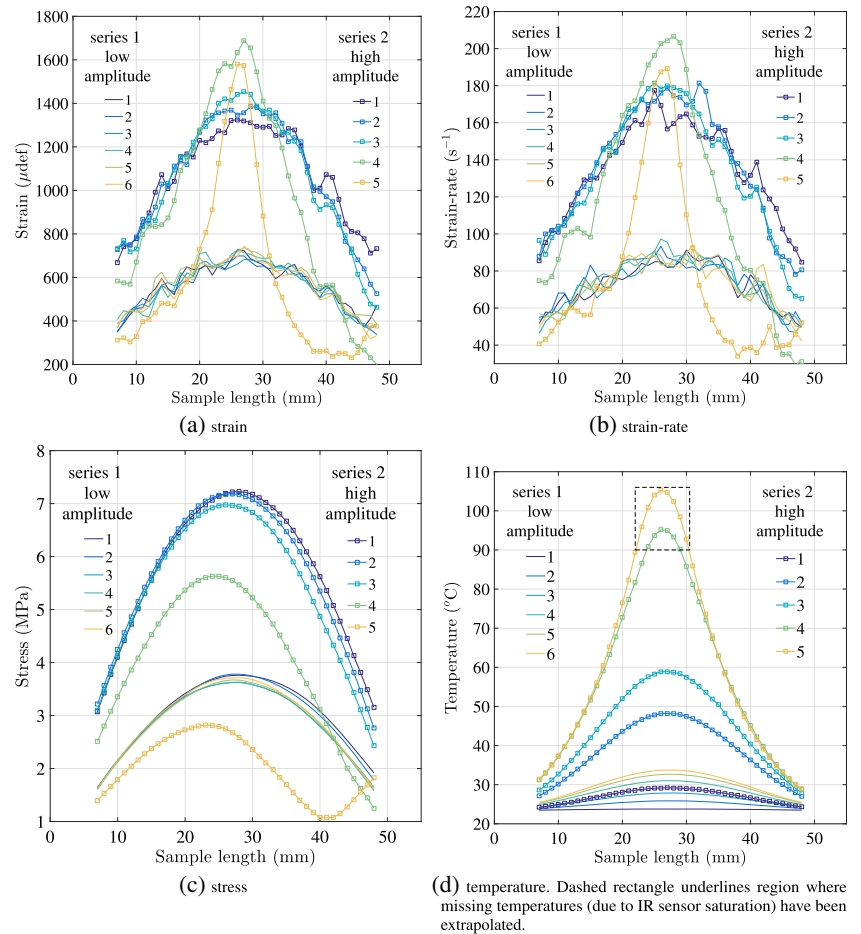 series 1
low
amplitude
1
2
3
4
5
6
series 2
high
amplitude
1
2
3
4
5
Strain (μdef)
1800
1600
1400
1200
1000
800
600
400
200
0 10 20 30 40 50
Sample length (mm)
(a) strain
series 1
low
amplitude
1
2
3
4
5
6
series 2
high
amplitude
1
2
3
4
5
Strain-rate (s⁻¹)
220
200
180
160
140
120
100
80
60
40
0 10 20 30 40 50
Sample length (mm)
(b) strain-rate
series 1
low
amplitude
1
2
3
4
5
6
series 2
high
amplitude
1
2
3
4
5
Stress (MPa)
8
7
6
5
4
3
2
1
0 10 20 30 40 50
Sample length (mm)
(c) stress
series 1
low
amplitude
1
2
3
4
5
6
series 2
high
amplitude
1
2
3
4
5
Temperature (°C)
110
100
90
80
70
60
50
40
30
20
0 10 20 30 40 50
Sample length (mm)
(d) temperature. Dashed rectangle underlines region where
missing temperatures (due to IR sensor saturation) have been
extrapolated.